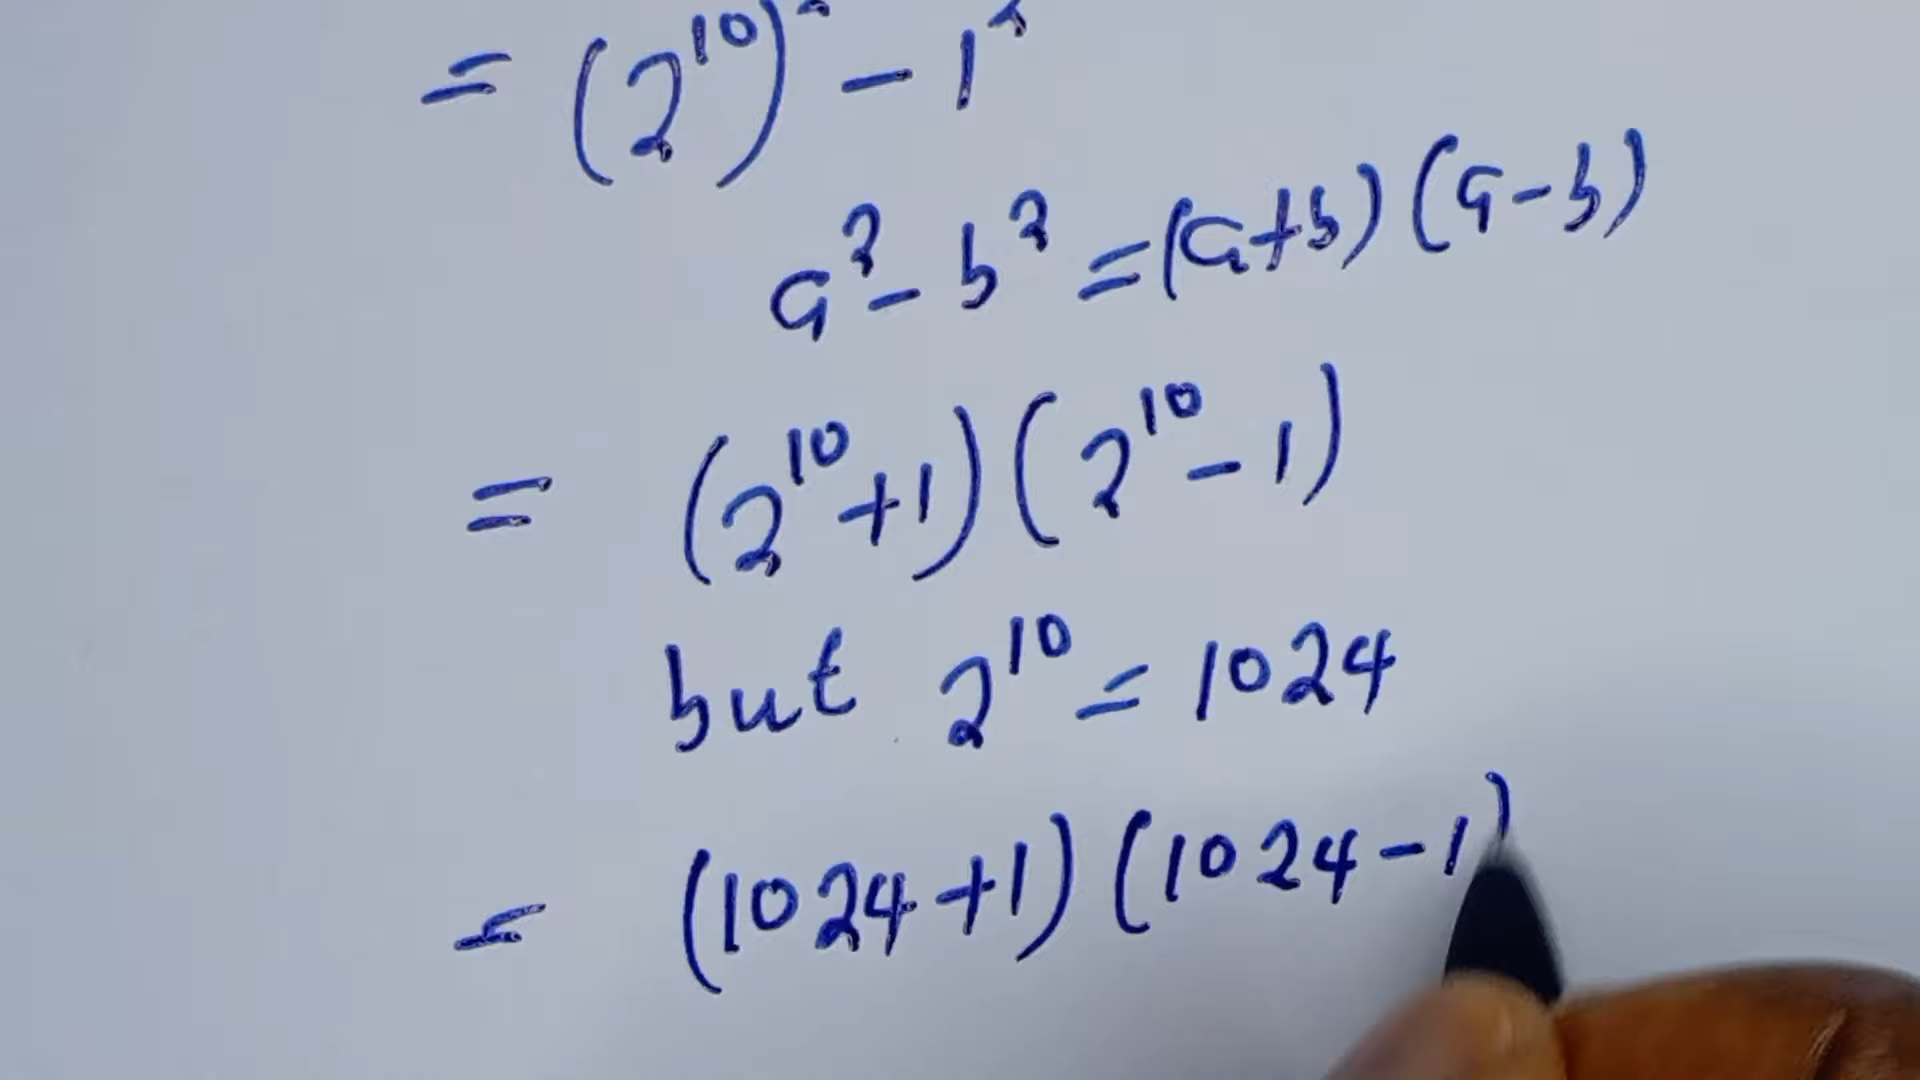 = (2¹⁰)² - 1²
a² - b² = (a+b)(a-b)
= (2¹⁰+1)(2¹⁰-1)
but 2¹⁰ = 1024
= (1024+1)(1024-1)